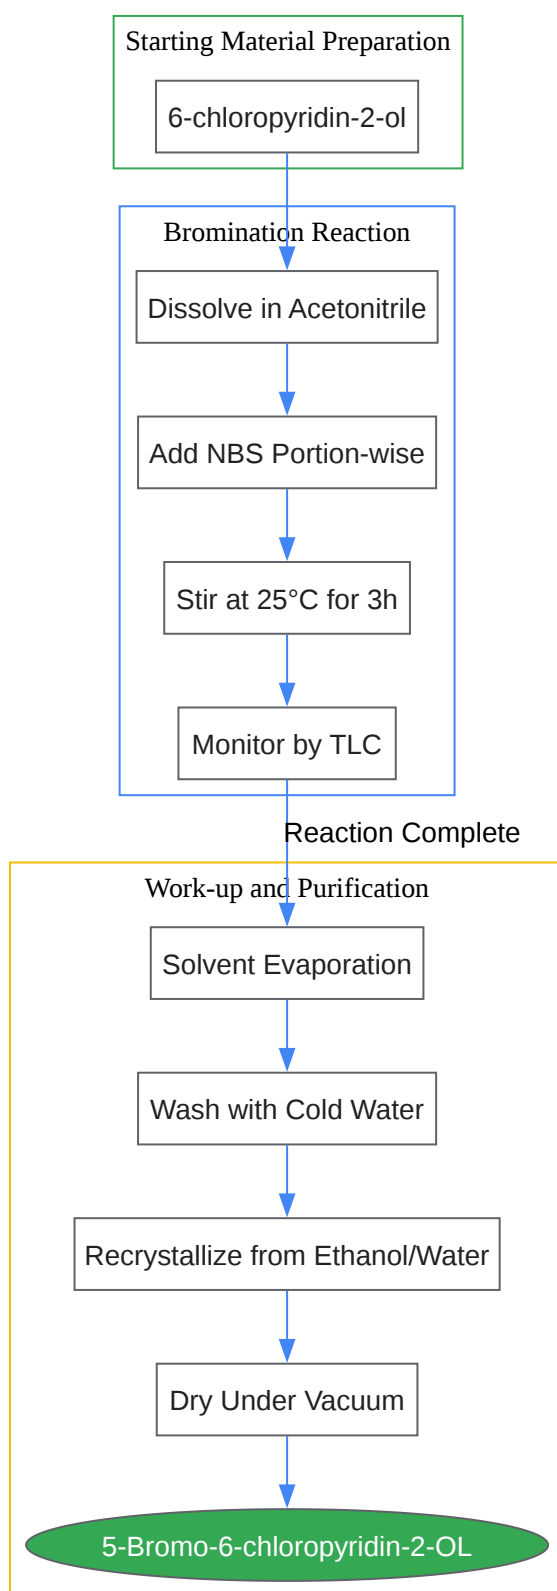 Starting Material Preparation
6-chloropyridin-2-ol
Bromination Reaction
Dissolve in Acetonitrile
Add NBS Portion-wise
Stir at 25°C for 3h
Monitor by TLC
Reaction Complete
Work-up and Purification
Solvent Evaporation
Wash with Cold Water
Recrystallize from Ethanol/Water
Dry Under Vacuum
5-Bromo-6-chloropyridin-2-OL